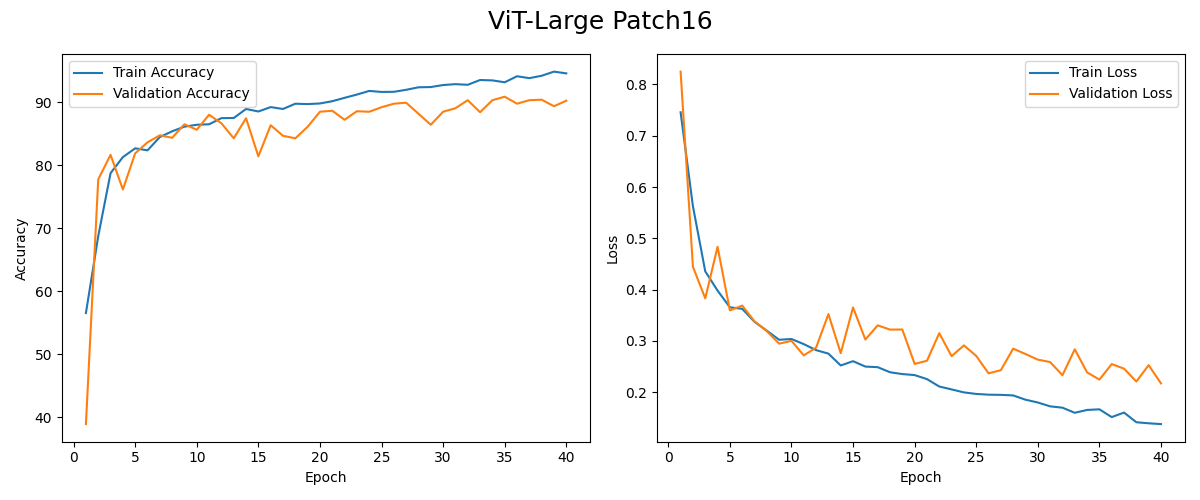 ViT-Large Patch16
Train Accuracy
Validation Accuracy
Accuracy
90
80
70
60
50
40
0 5 10 15 20 25 30 35 40
Epoch
Train Loss
Validation Loss
Loss
0.8
0.7
0.6
0.5
0.4
0.3
0.2
0 5 10 15 20 25 30 35 40
Epoch